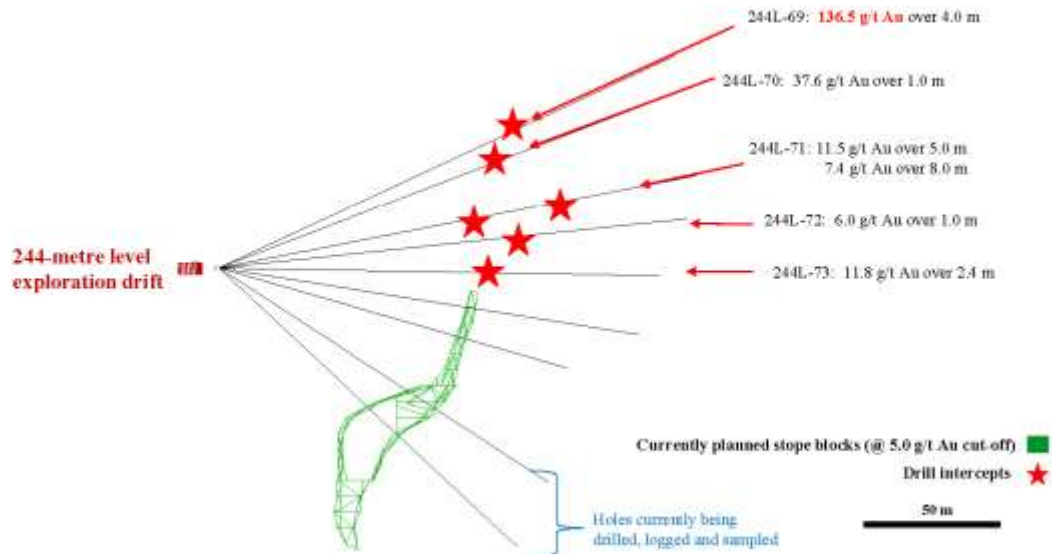 244L-69: 136.5 g/t Au over 4.0 m
244L-70: 37.6 g/t Au over 1.0 m
244L-71: 11.5 g/t Au over 5.0 m
7.4 g/t Au over 8.0 m
244L-72: 6.0 g/t Au over 1.0 m
244-metre level
exploration drift
244L-73: 11.8 g/t Au over 2.4 m
Currently planned stope blocks (@ 5.0 g/t Au cut-off)
Drill intercepts
50 m
Holes currently being
drilled, logged and sampled